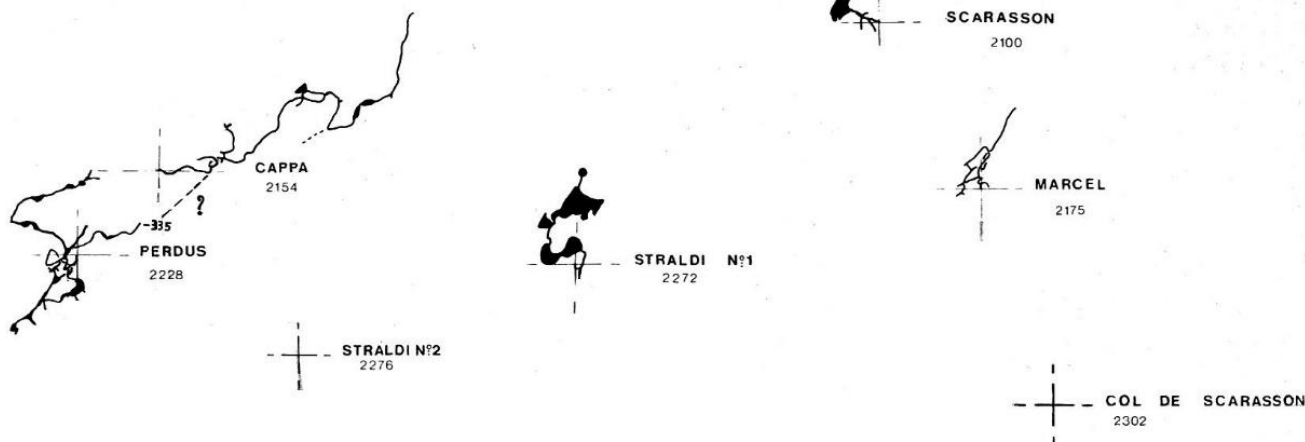 SCARASSON
2100
CAPPA
2154
?
-335
MARCEL
2175
PERDUS
2228
STRALDI Nº1
2272
STRALDI Nº2
2276
COL DE SCARASSON
2302